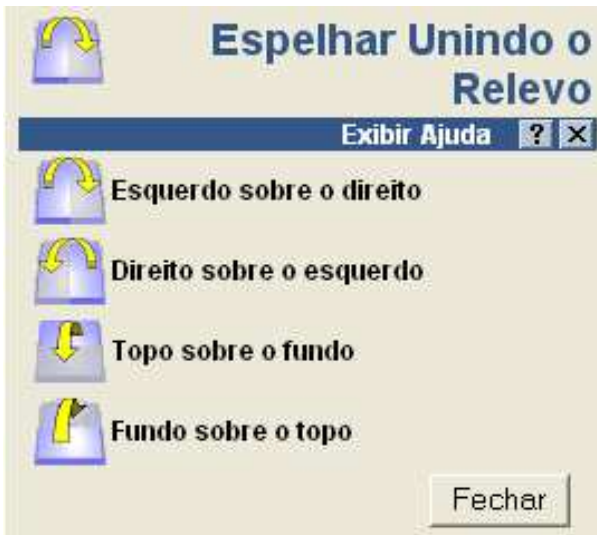 Espelhar Unindo o
Relevo
Exibir Ajuda ? X
Esquerdo sobre o direito
Direito sobre o esquerdo
Topo sobre o fundo
Fundo sobre o topo
Fechar